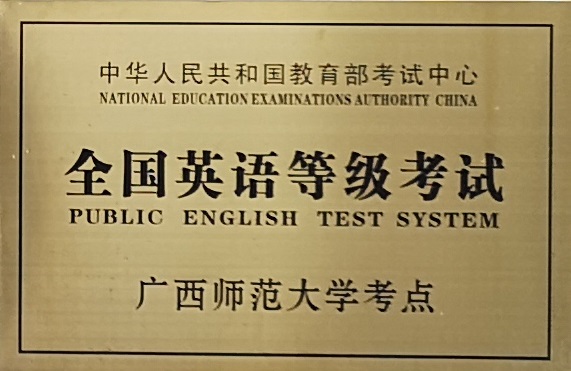 中华人民共和国教育部考试中心
NATIONAL EDUCATION EXAMINATIONS AUTHORITY CHINA
全国英语等级考试
PUBLIC ENGLISH TEST SYSTEM
广西师范大学考点